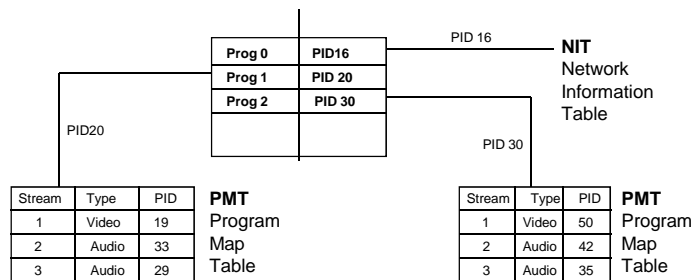 Prog 0 PID16
Prog 1 PID 20
Prog 2 PID 30
PID 16
NIT
Network
Information
Table
PID20
PID 30
Stream Type PID
1 Video 19
2 Audio 33
3 Audio 29
PMT
Program
Map
Table
Stream Type PID
1 Video 50
2 Audio 42
3 Audio 35
PMT
Program
Map
Table